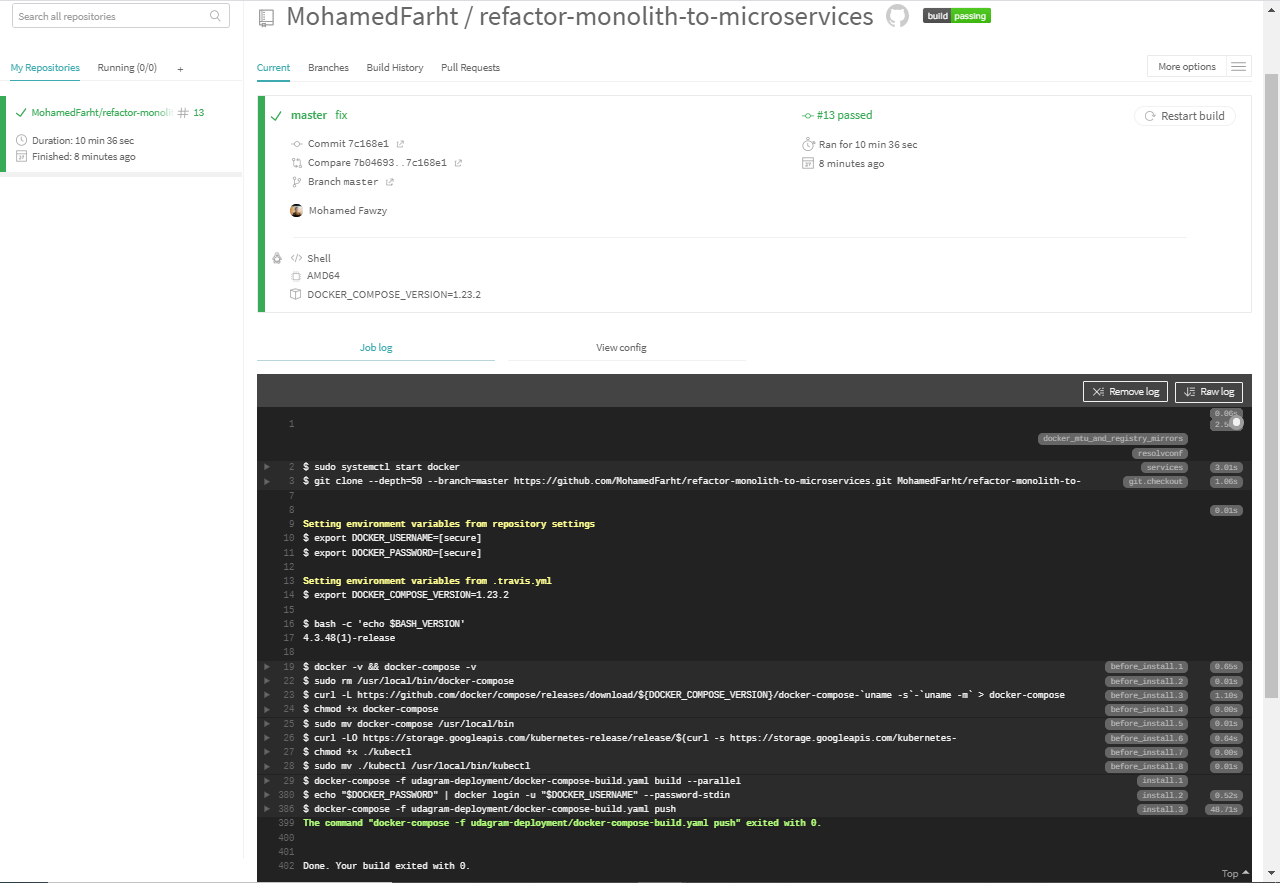 Search all repositories
MohamedFarht / refactor-monolith-to-microservices
build passing
My Repositories Running (0/0) +
Current Branches Build History Pull Requests
More options
MohamedFarht/refactor-monolit # 13
Duration: 10 min 36 sec
Finished: 8 minutes ago
master fix
#13 passed
Restart build
Commit 7c168e1
Ran for 10 min 36 sec
Compare 7b04693..7c168e1
8 minutes ago
Branch master
Mohamed Fawzy
</> Shell
AMD64
DOCKER_COMPOSE_VERSION=1.23.2
Job log View config
Remove log Raw log
0.06s
1
docker_mtu_and_registry_mirrors
resolvconf
2 $ sudo systemctl start docker services 3.01s
3 $ git clone --depth=50 --branch=master https://github.com/MohamedFarht/refactor-monolith-to-microservices.git MohamedFarht/refactor-monolith-to- git.checkout 1.06s
7
8 0.01s
9 Setting environment variables from repository settings
10 $ export DOCKER_USERNAME=[secure]
11 $ export DOCKER_PASSWORD=[secure]
12
13 Setting environment variables from .travis.yml
14 $ export DOCKER_COMPOSE_VERSION=1.23.2
15
16 $ bash -c 'echo $BASH_VERSION'
17 4.3.48(1)-release
18
19 $ docker -v && docker-compose -v before_install.1 0.65s
22 $ sudo rm /usr/local/bin/docker-compose before_install.2 0.01s
23 $ curl -L https://github.com/docker/compose/releases/download/${DOCKER_COMPOSE_VERSION}/docker-compose-`uname -s`-`uname -m` > docker-compose before_install.3 1.10s
24 $ chmod +x docker-compose before_install.4 0.00s
25 $ sudo mv docker-compose /usr/local/bin before_install.5 0.01s
26 $ curl -LO https://storage.googleapis.com/kubernetes-release/release/${curl -s https://storage.googleapis.com/kubernetes- before_install.6 0.64s
27 $ chmod +x ./kubectl before_install.7 0.00s
28 $ sudo mv ./kubectl /usr/local/bin/kubectl before_install.8 0.01s
29 $ docker-compose -f udagram-deployment/docker-compose-build.yaml build --parallel install.1
380 $ echo "$DOCKER_PASSWORD" | docker login -u "$DOCKER_USERNAME" --password-stdin install.2 0.52s
386 $ docker-compose -f udagram-deployment/docker-compose-build.yaml push install.3 48.71s
399 The command "docker-compose -f udagram-deployment/docker-compose-build.yaml push" exited with 0.
400
401
402 Done. Your build exited with 0.
Top